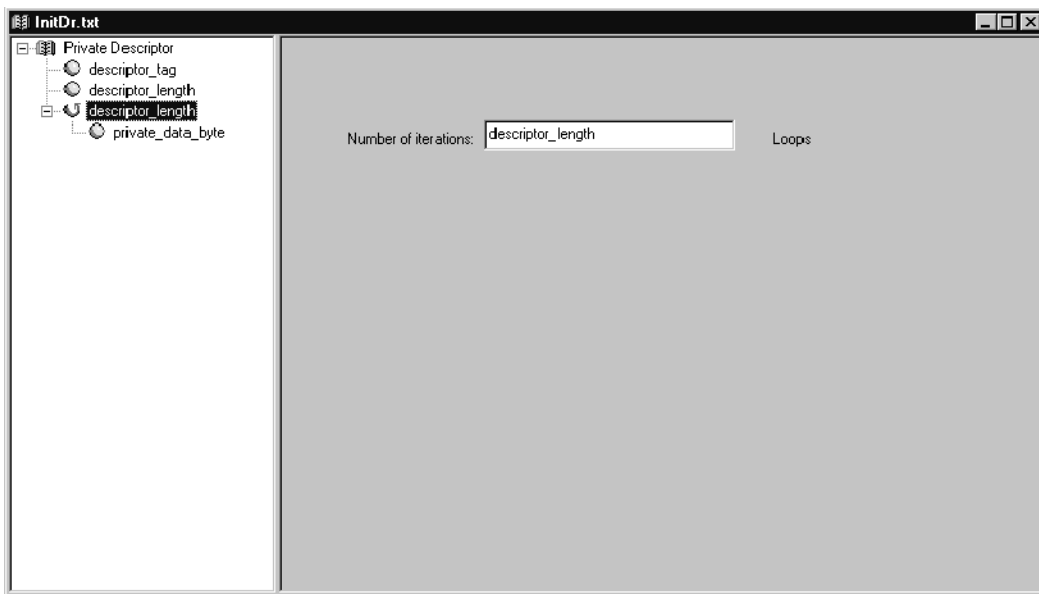 InitDr.txt
Private Descriptor
descriptor_tag
descriptor_length
descriptor_length
private_data_byte
Number of iterations: descriptor_length Loops